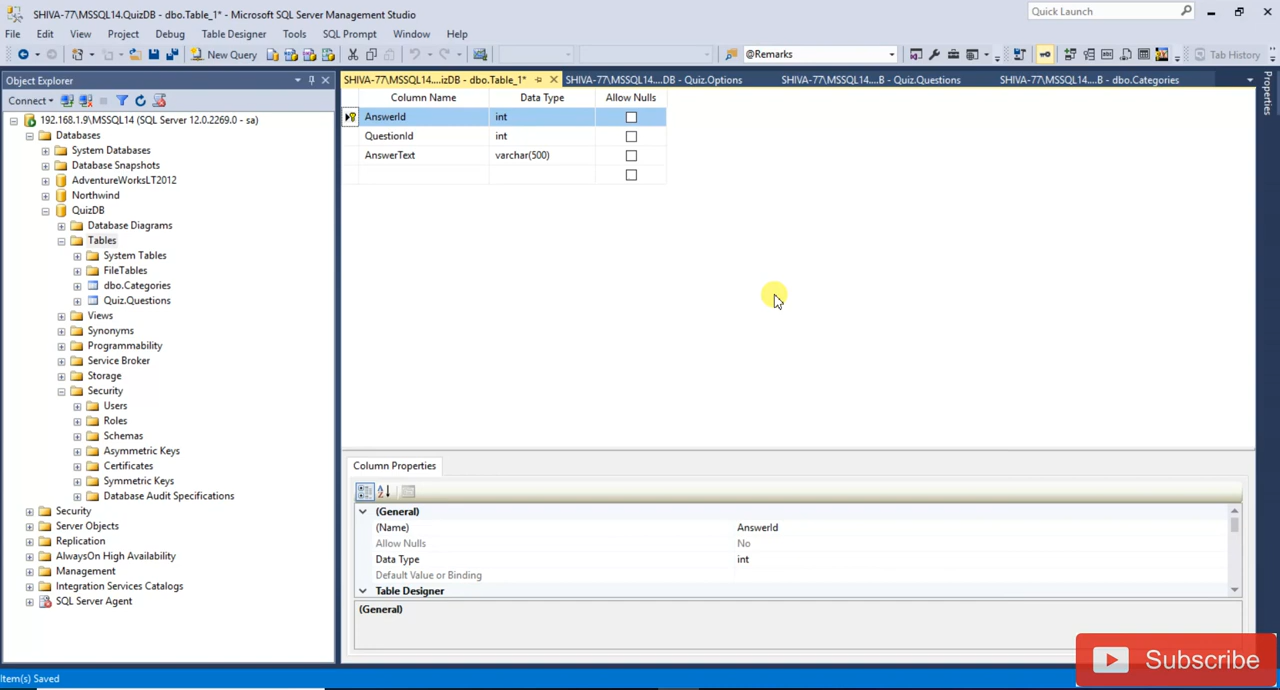 SHIVA-77\MSSQL14.QuizDB - dbo.Table_1* - Microsoft SQL Server Management Studio
Quick Launch
File Edit View Project Debug Table Designer Tools SQL Prompt Window Help
New Query @Remarks Tab History
Object Explorer
SHIVA-77\MSSQL14....izDB - dbo.Table_1* SHIVA-77\MSSQL14....DB - Quiz.Options SHIVA-77\MSSQL14....B - Quiz.Questions SHIVA-77\MSSQL14....B - dbo.Categories
Properties
Connect
192.168.1.9\MSSQL14 (SQL Server 12.0.2269.0 - sa)
Databases
System Databases
Database Snapshots
AdventureWorksLT2012
Northwind
QuizDB
Database Diagrams
Tables
System Tables
FileTables
dbo.Categories
Quiz.Questions
Views
Synonyms
Programmability
Service Broker
Storage
Security
Users
Roles
Schemas
Asymmetric Keys
Certificates
Symmetric Keys
Database Audit Specifications
Security
Server Objects
Replication
AlwaysOn High Availability
Management
Integration Services Catalogs
SQL Server Agent
Column Name Data Type Allow Nulls
AnswerId int
QuestionId int
AnswerText varchar(500)
Column Properties
(General)
(Name) AnswerId
Allow Nulls No
Data Type int
Default Value or Binding
Table Designer
(General)
Subscribe
Item(s) Saved